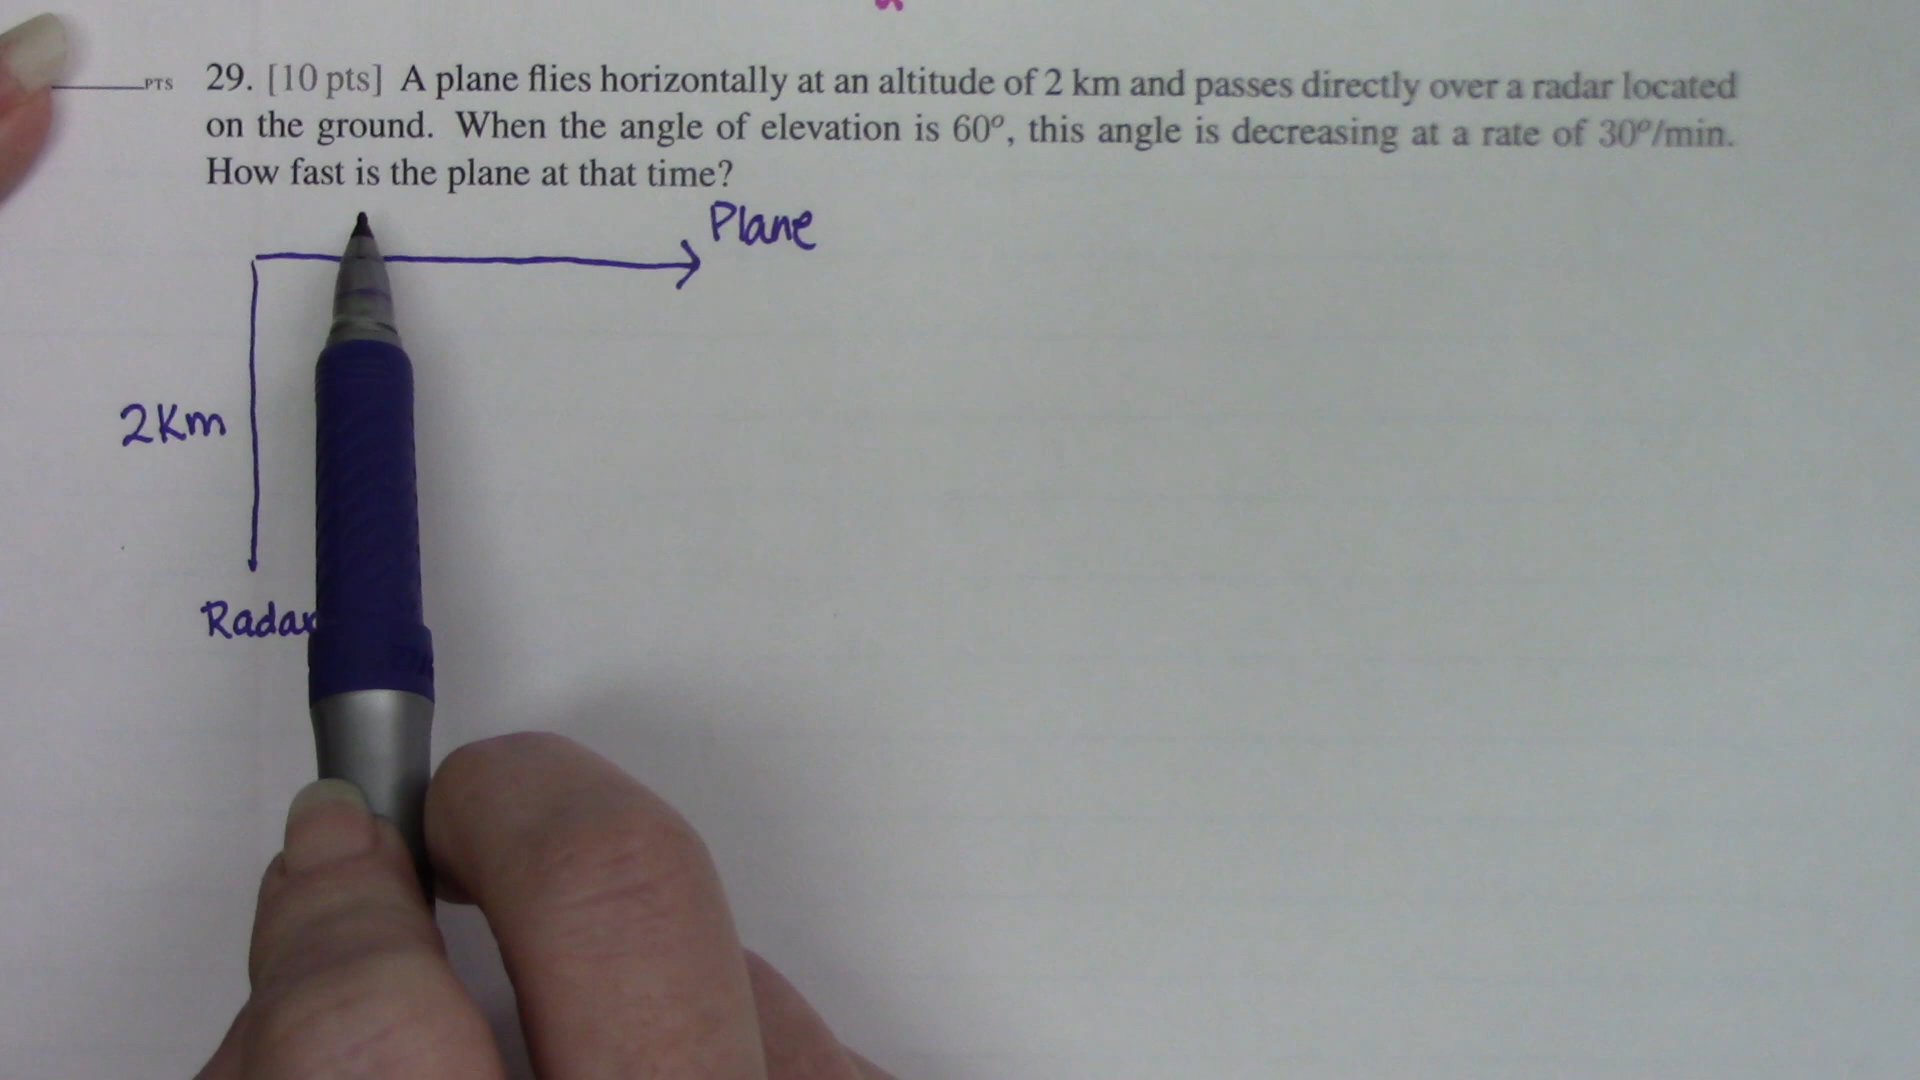 PTS 29. [10 pts] A plane flies horizontally at an altitude of 2 km and passes directly over a radar located
on the ground. When the angle of elevation is 60º, this angle is decreasing at a rate of 30º/min.
How fast is the plane at that time?
Plane
2Km
Radar